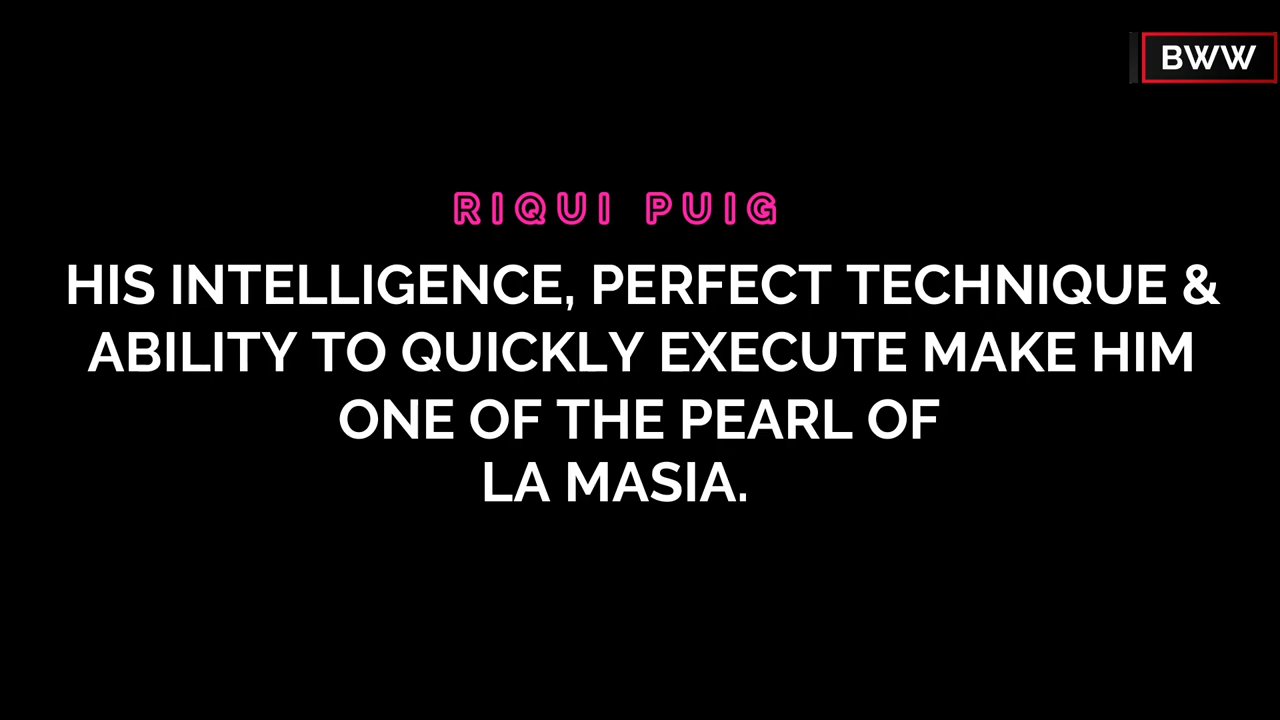 BWW
RIQUI PUIG
HIS INTELLIGENCE, PERFECT TECHNIQUE &
ABILITY TO QUICKLY EXECUTE MAKE HIM
ONE OF THE PEARL OF
LA MASIA.